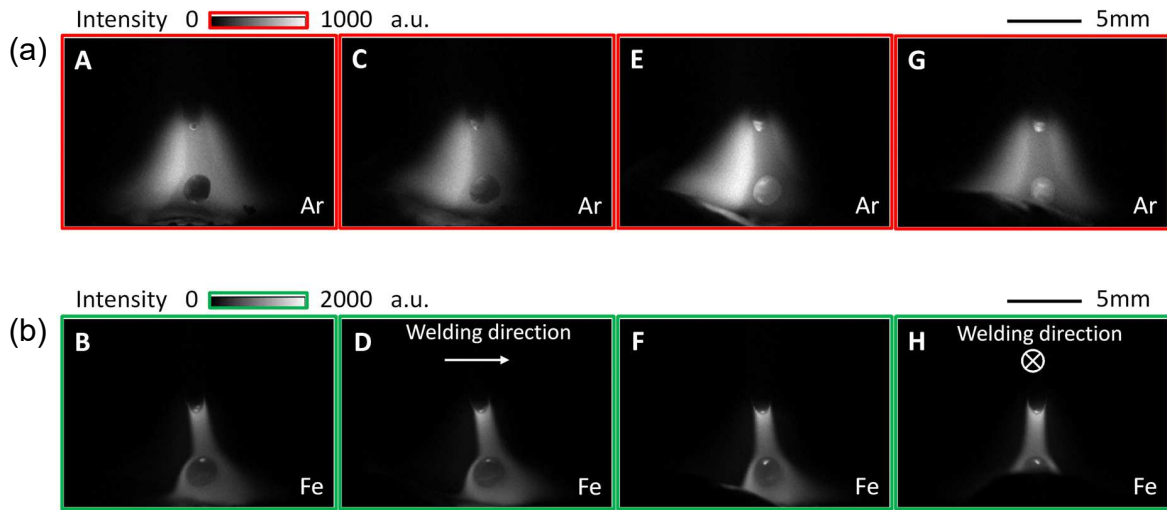 Intensity 0 1000 a.u. 5mm
(a)
A C E G
Ar Ar Ar Ar
Intensity 0 2000 a.u. 5mm
(b)
B D Welding direction F H Welding direction
Fe Fe Fe Fe